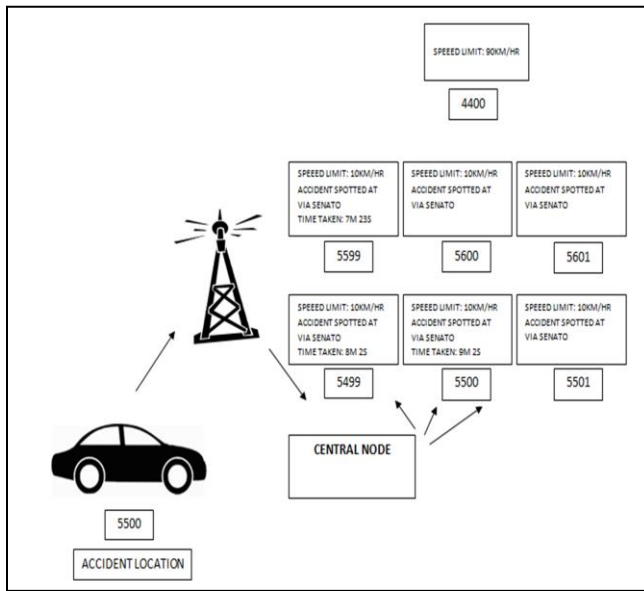 SPEEED LIMIT: 90KM/HR
4400
SPEEED LIMIT: 10KM/HR
ACCIDENT SPOTTED AT
VIA SENATO
TIME TAKEN: 7M 23S
5599
SPEEED LIMIT: 10KM/HR
ACCIDENT SPOTTED AT
VIA SENATO
5600
SPEEED LIMIT: 10KM/HR
ACCIDENT SPOTTED AT
VIA SENATO
5601
SPEEED LIMIT: 10KM/HR
ACCIDENT SPOTTED AT
VIA SENATO
TIME TAKEN: 8M 2S
5499
SPEEED LIMIT: 10KM/HR
ACCIDENT SPOTTED AT
VIA SENATO
TIME TAKEN: 9M 2S
5500
SPEEED LIMIT: 10KM/HR
ACCIDENT SPOTTED AT
VIA SENATO
5501
CENTRAL NODE
5500
ACCIDENT LOCATION